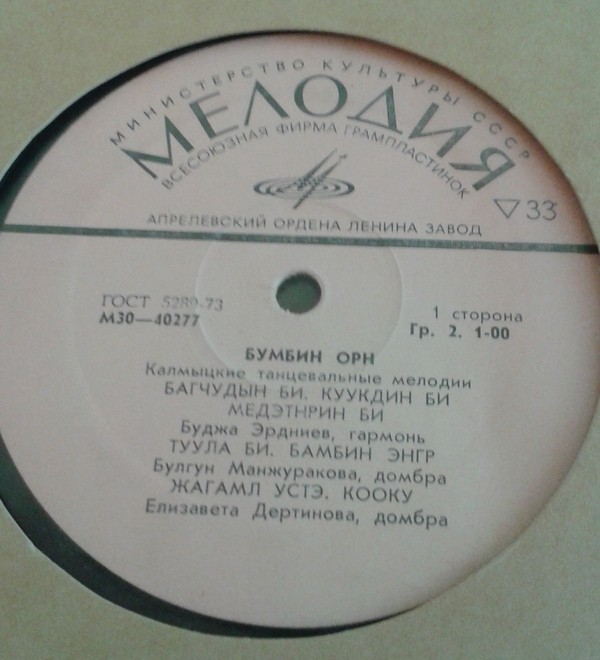 МИНИСТЕРСТВО КУЛЬТУРЫ СССР
МЕЛОДИЯ
ВСЕСОЮЗНАЯ ФИРМА ГРАМПЛАСТИНОК
▽33
АПРЕЛЕВСКИЙ ОРДЕНА ЛЕНИНА ЗАВОД
ГОСТ 5289-73
М30—40277
1 сторона
Гр. 2. 1-00
БУМБИН ОРН
Калмыцкие танцевальные мелодии
БАГЧУДЫН БИ. КУУКДИН БИ
МЕДЭТНРИН БИ
Буджа Эрдниев, гармонь
ТУУЛА БИ. БАМБИН ЭНГР
Булгун Манжуракова, домбра
ЖАГАМЛ УСТЭ. КООКУ
Елизавета Дертинова, домбра